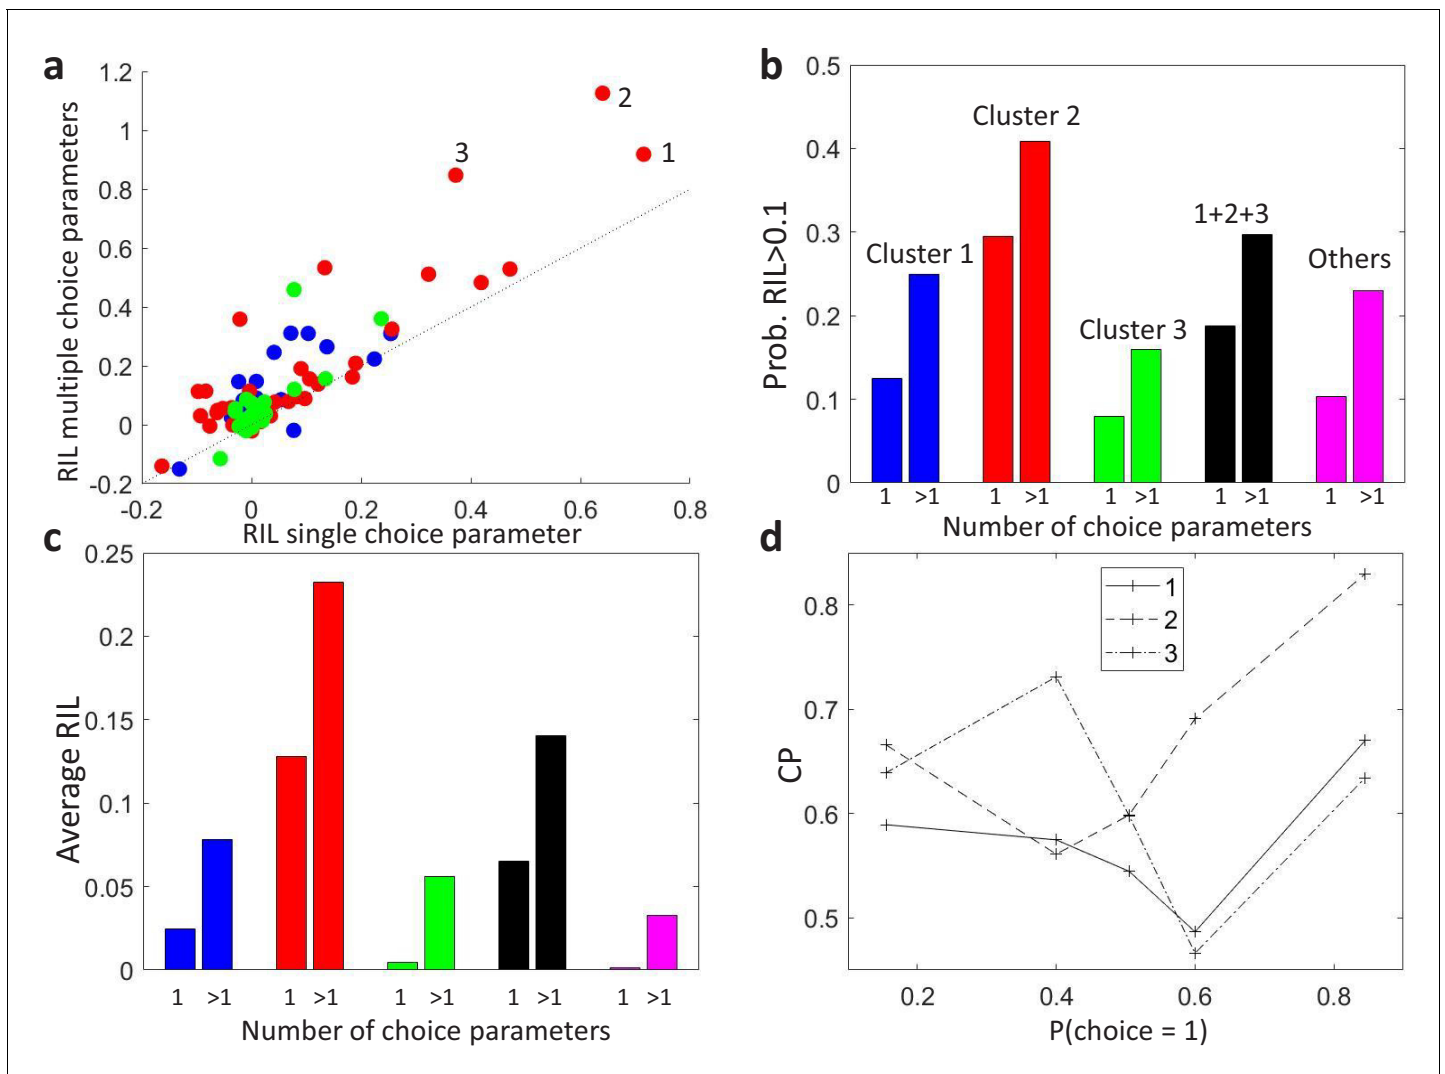 a
RIL multiple choice parameters
1.2
1
0.8
0.6
0.4
0.2
0
-0.2
2
1
3
-0.2
0
0.2
0.4
0.6
0.8
RIL single choice parameter
b
Prob. RIL>0.1
0.5
0.4
0.3
0.2
0.1
0
Cluster 1
Cluster 2
Cluster 3
1+2+3
Others
1 >1 1 >1 1 >1 1 >1 1 >1
Number of choice parameters
c
Average RIL
0.25
0.2
0.15
0.1
0.05
0
1 >1 1 >1 1 >1 1 >1 1 >1
Number of choice parameters
d
CP
0.8
0.7
0.6
0.5
1
2
3
0.2
0.4
0.6
0.8
P(choice = 1)